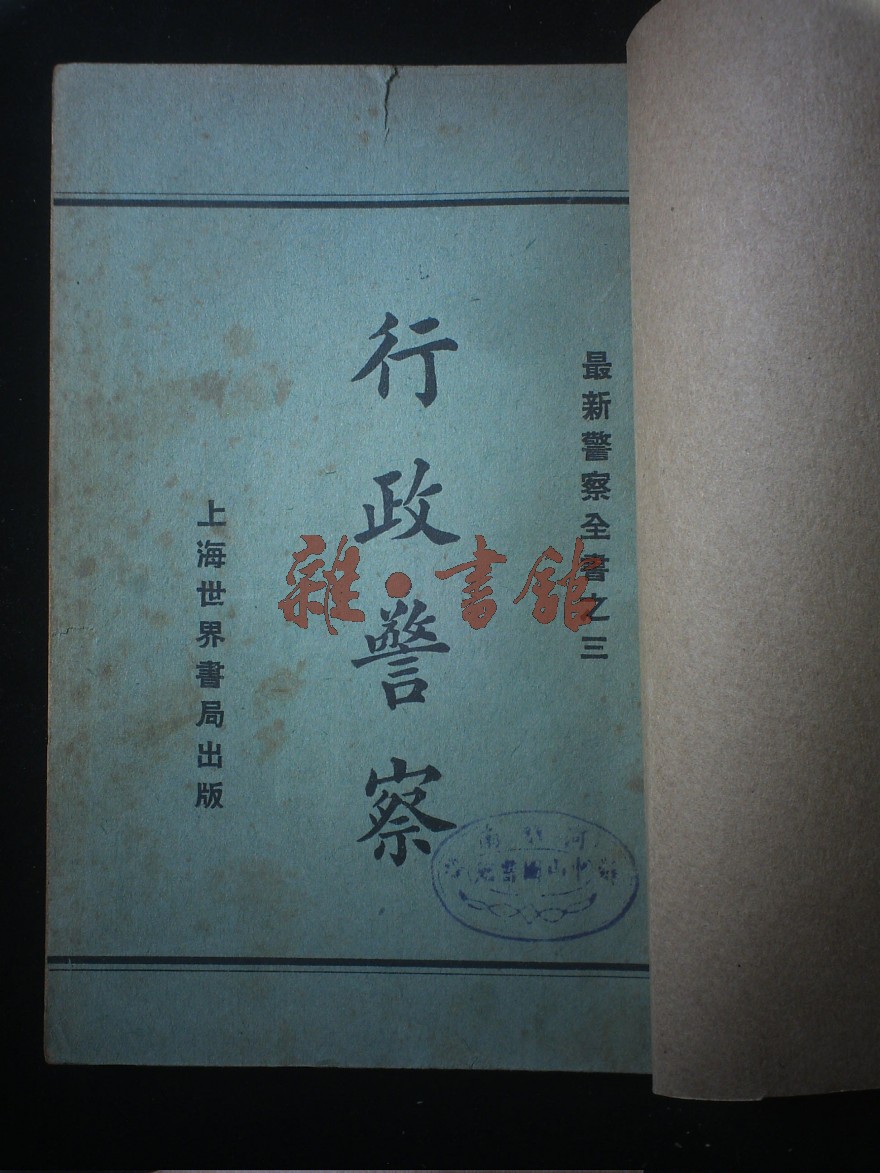 最新警察全書之三
行政警察
上海世界書局出版
雜·書館